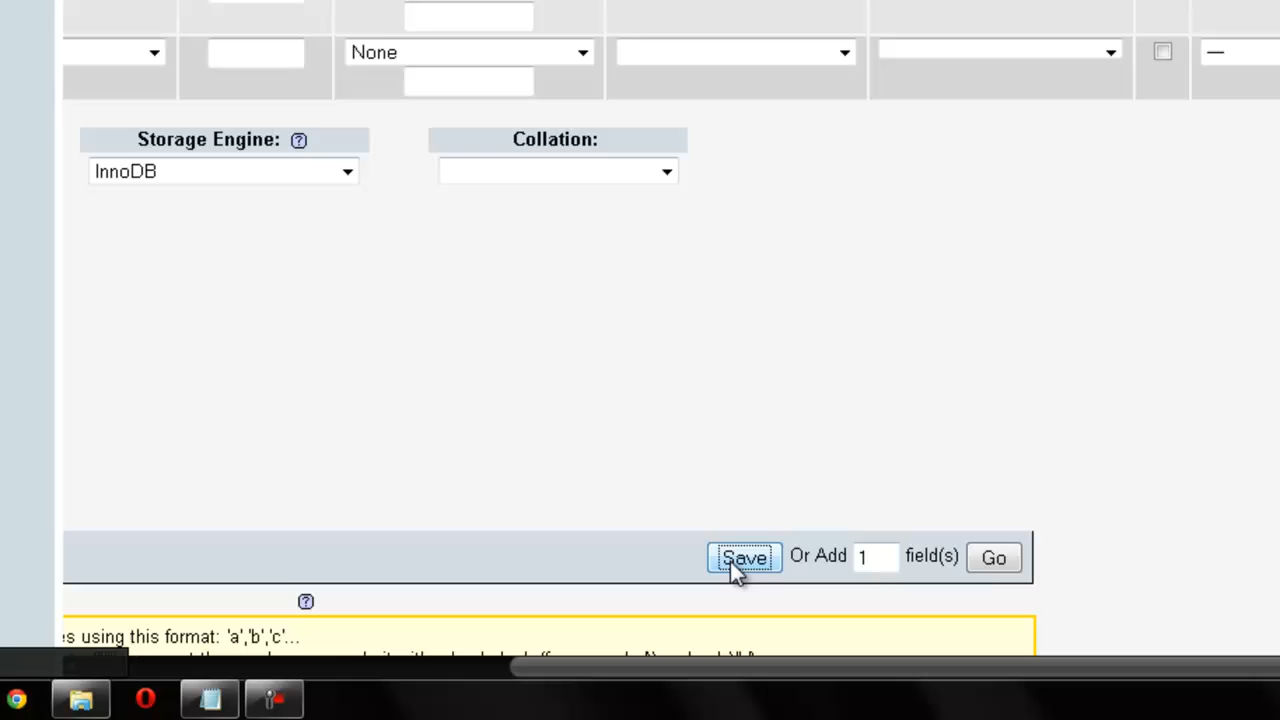 None
—
Storage Engine:
Collation:
InnoDB
Save Or Add 1 field(s) Go
es using this format: 'a','b','c'...